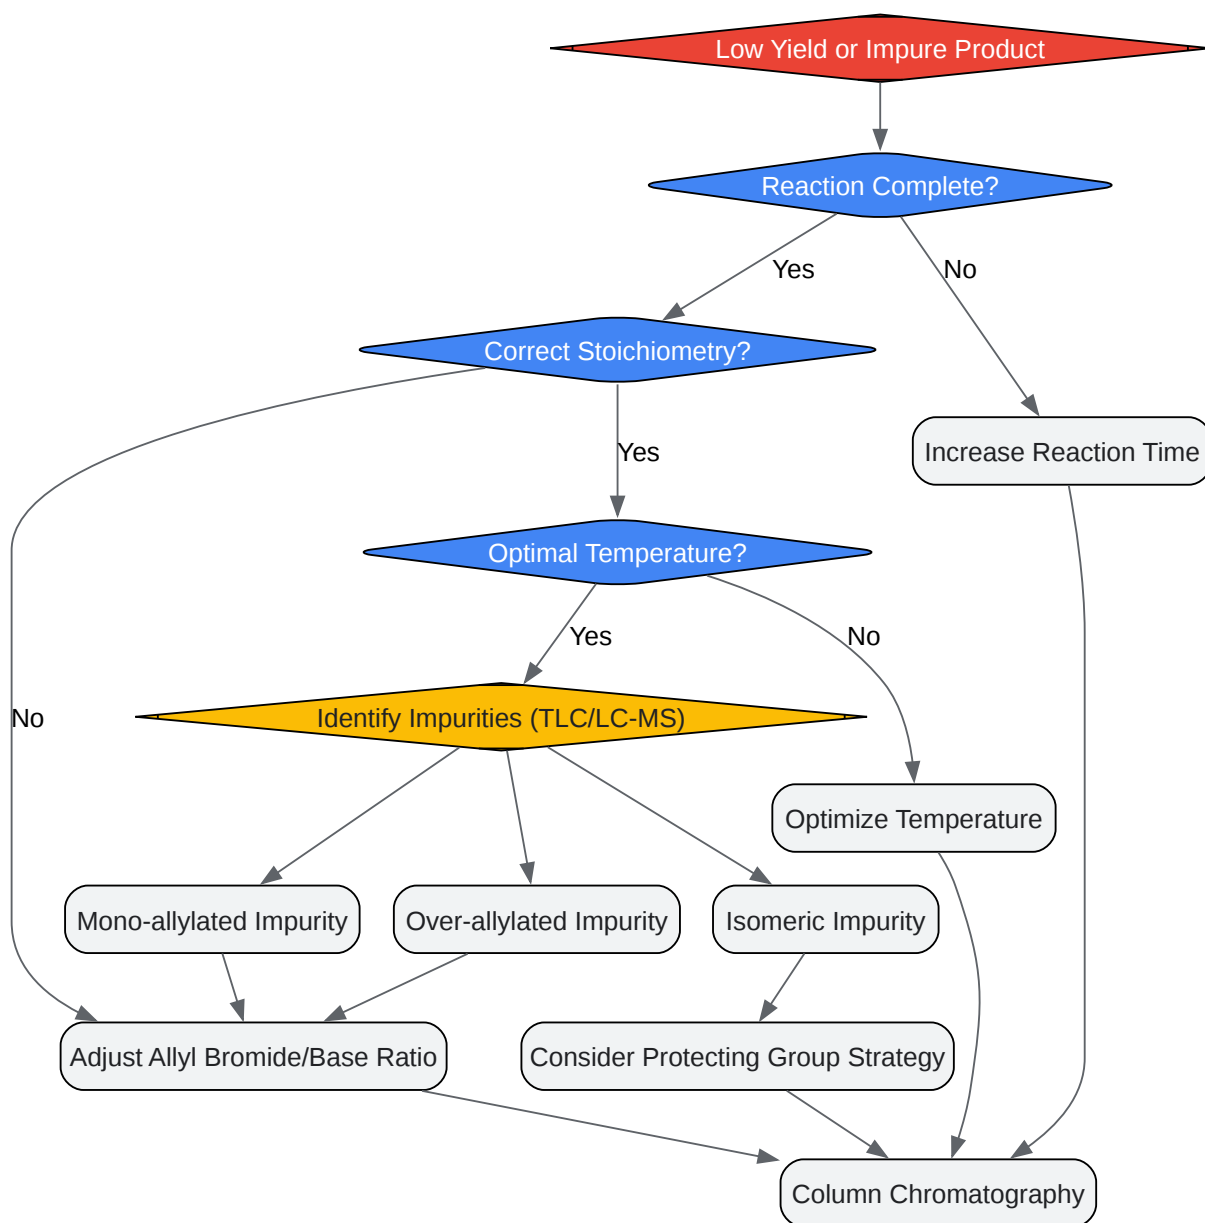 Low Yield or Impure Product
Reaction Complete?
Yes
No
Correct Stoichiometry?
Yes
Increase Reaction Time
Optimal Temperature?
Yes
No
No
Identify Impurities (TLC/LC-MS)
Optimize Temperature
Mono-allylated Impurity
Over-allylated Impurity
Isomeric Impurity
Adjust Allyl Bromide/Base Ratio
Consider Protecting Group Strategy
Column Chromatography